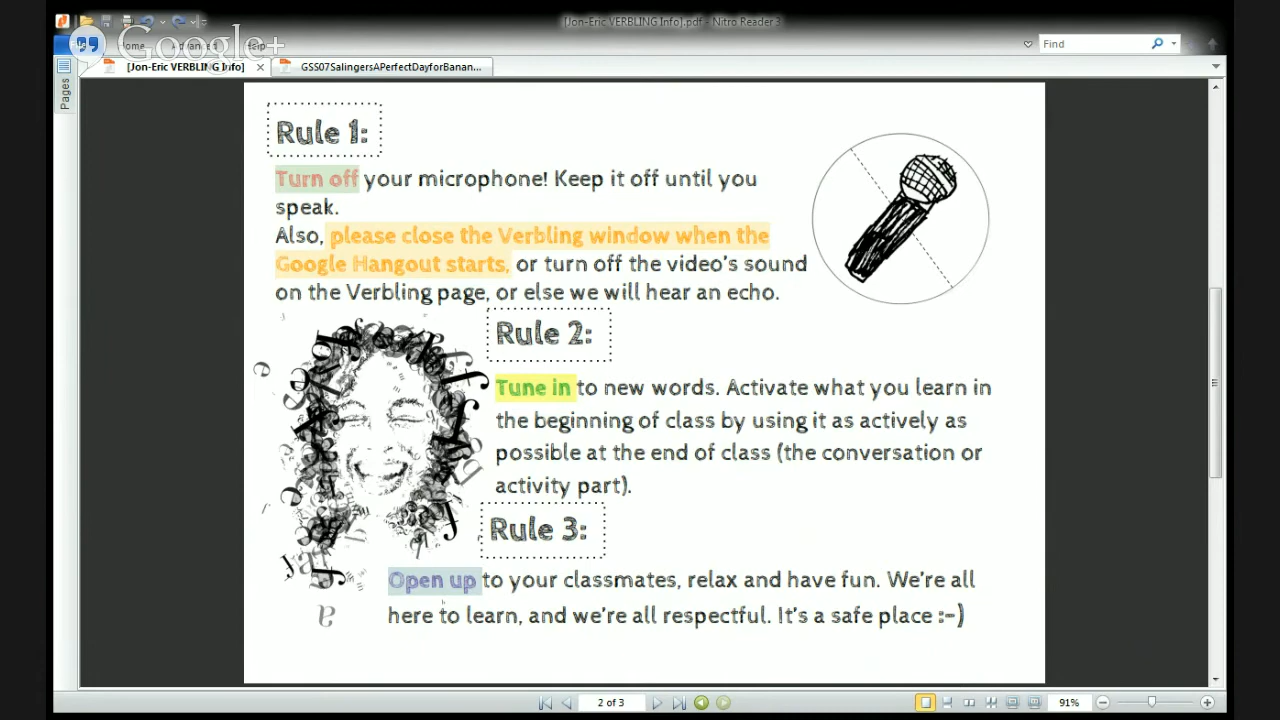 [Jon-Eric VERBLING Info].pdf - Nitro Reader 3
Google+
File Home Advanced Help
Find
[Jon-Eric VERBLING Info]
GSS07SalingersAPerfectDayforBanan...
Pages
Rule 1:
Turn off your microphone! Keep it off until you
speak.
Also, please close the Verbling window when the
Google Hangout starts, or turn off the video's sound
on the Verbling page, or else we will hear an echo.
Rule 2:
Tune in to new words. Activate what you learn in
the beginning of class by using it as actively as
possible at the end of class (the conversation or
activity part).
Rule 3:
Open up to your classmates, relax and have fun. We're all
here to learn, and we're all respectful. It's a safe place :-)
2 of 3
91%